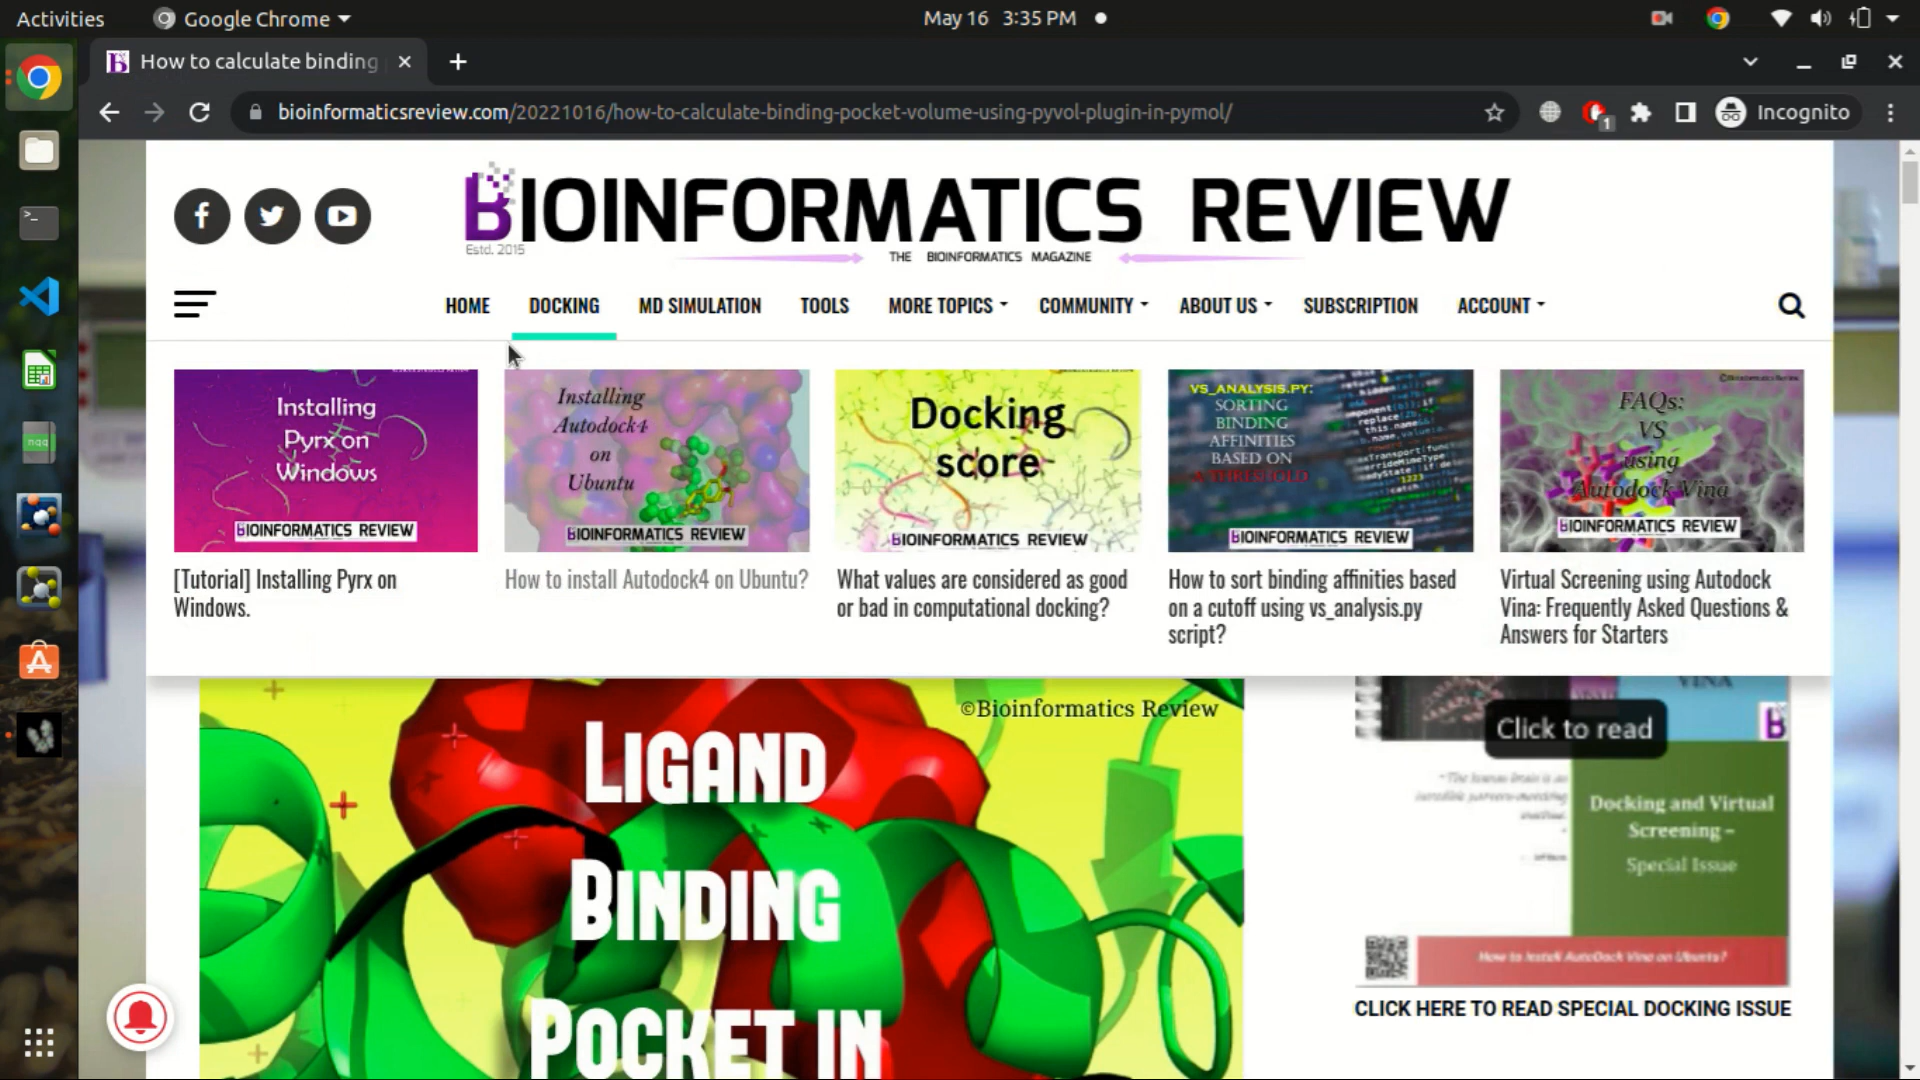 Activities
Google Chrome
May 16 3:35 PM
How to calculate binding
bioinformaticsreview.com/20221016/how-to-calculate-binding-pocket-volume-using-pyvol-plugin-in-pymol/
1
Incognito
BIOINFORMATICS REVIEW
Estd. 2015
THE BIOINFORMATICS MAGAZINE
HOME
DOCKING
MD SIMULATION
TOOLS
MORE TOPICS
COMMUNITY
ABOUT US
SUBSCRIPTION
ACCOUNT
Installing
Pyrx on
Windows
BIOINFORMATICS REVIEW
[Tutorial] Installing Pyrx on
Windows.
Installing
Autodock4
on
Ubuntu
BIOINFORMATICS REVIEW
How to install Autodock4 on Ubuntu?
Docking
score
BIOINFORMATICS REVIEW
What values are considered as good
or bad in computational docking?
VS_ANALYSIS.PY:
SORTING
BINDING
AFFINITIES
BASED ON
A THRESHOLD
BIOINFORMATICS REVIEW
How to sort binding affinities based
on a cutoff using vs_analysis.py
script?
©Bioinformatics Review
FAQs:
VS
using
Autodock Vina
BIOINFORMATICS REVIEW
Virtual Screening using Autodock
Vina: Frequently Asked Questions &
Answers for Starters
©Bioinformatics Review
LIGAND
BINDING
POCKET IN
VINA
Click to read
Docking and Virtual
Screening –
Special Issue
How to Install AutoDock Vina on Ubuntu?
CLICK HERE TO READ SPECIAL DOCKING ISSUE